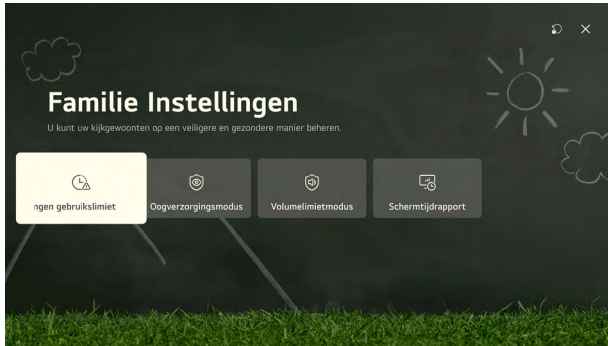 Familie Instellingen
U kunt uw kijkgewoonten op een veiligere en gezondere manier beheren.
ngen gebruikslimiet
Oogverzorgingsmodus
Volumelimietmodus
Schermtijdrapport